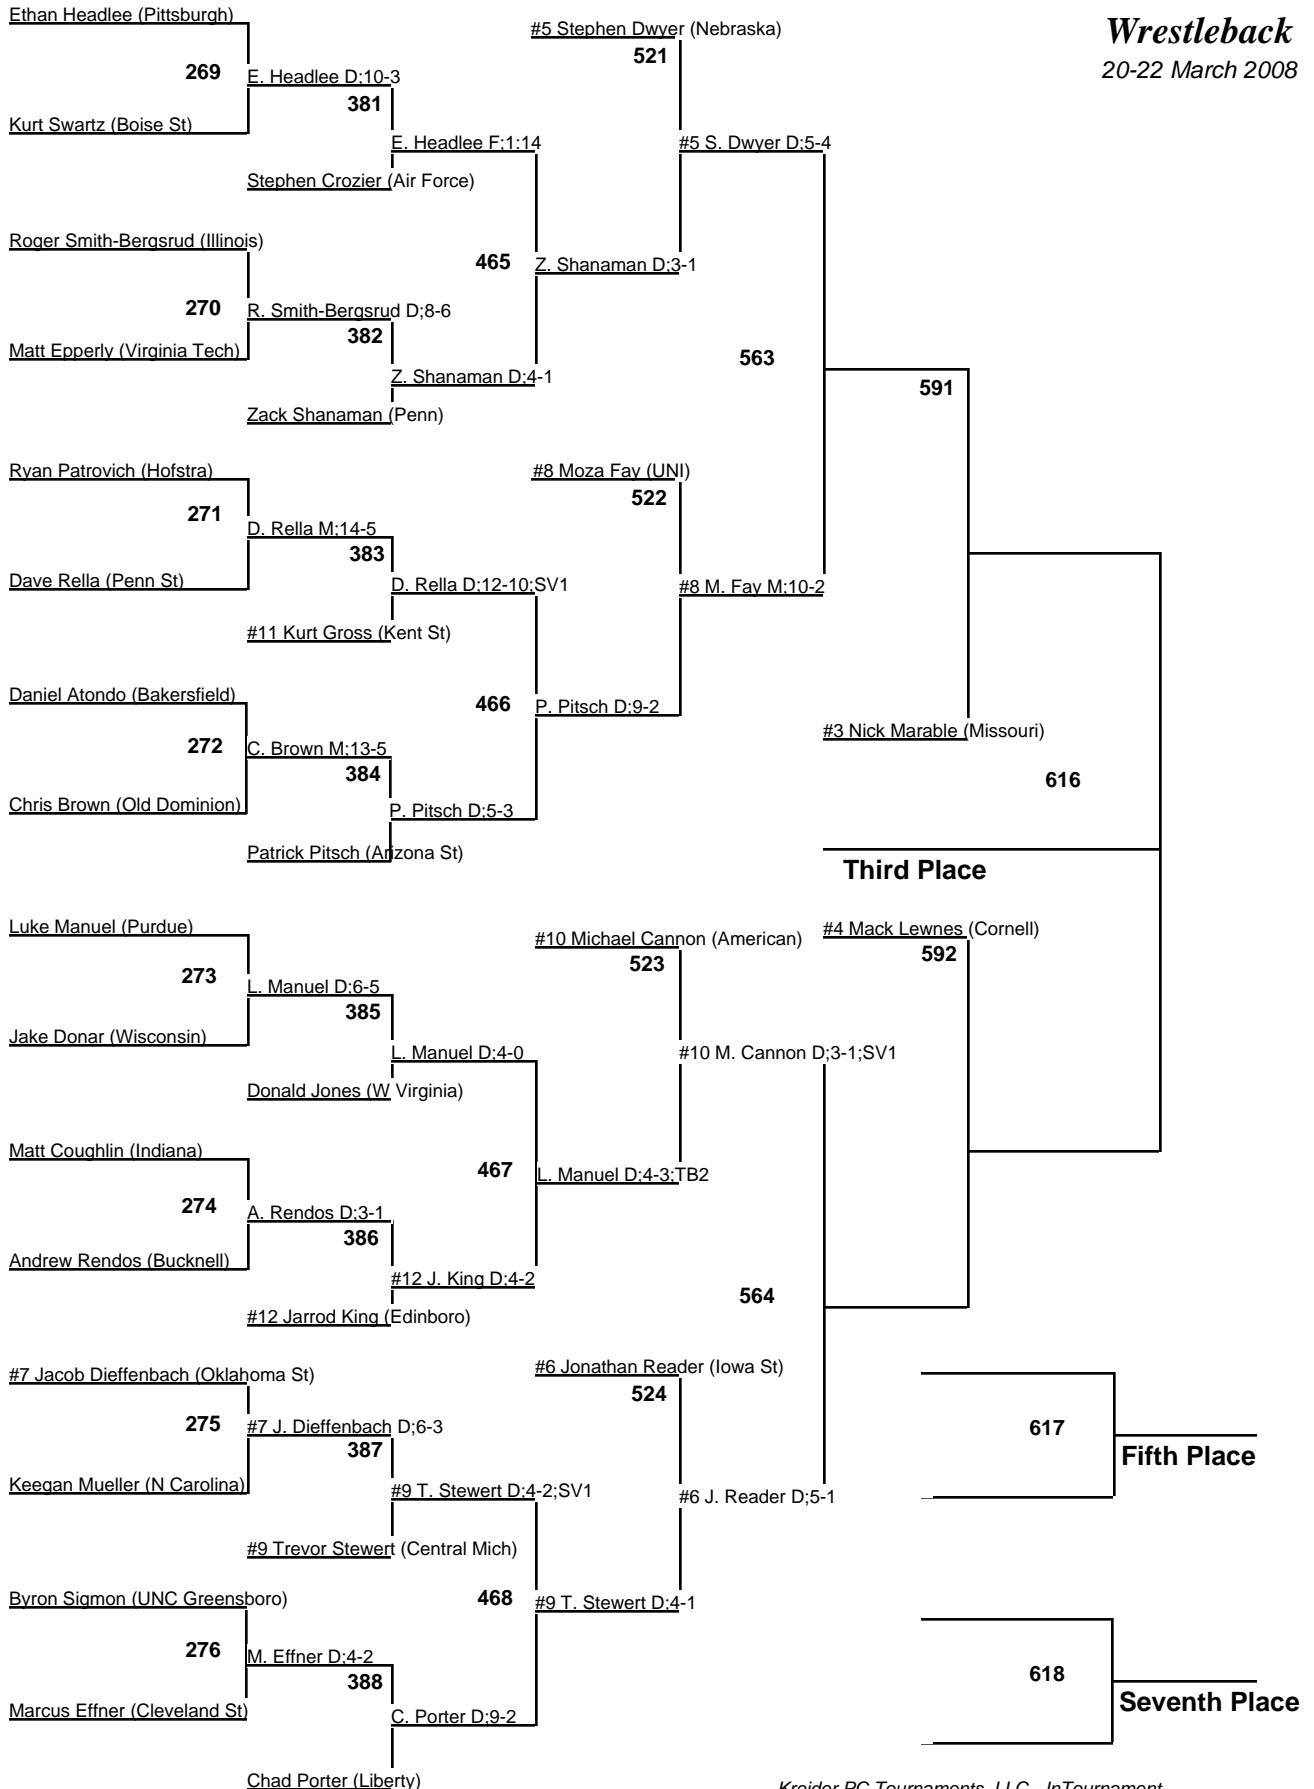 Ethan Headlee (Pittsburgh)
#5 Stephen Dwyer (Nebraska)
Wrestleback
521
20-22 March 2008
269
E. Headlee D;10-3
381
Kurt Swartz (Boise St)
E. Headlee F;1:14
#5 S. Dwyer D;5-4
Stephen Crozier (Air Force)
Roger Smith-Bergsrud (Illinois)
465
Z. Shanaman D;3-1
270
R. Smith-Bergsrud D;8-6
382
Matt Epperly (Virginia Tech)
563
Z. Shanaman D;4-1
591
Zack Shanaman (Penn)
Ryan Patrovich (Hofstra)
#8 Moza Fay (UNI)
522
271
D. Rella M;14-5
383
Dave Rella (Penn St)
D. Rella D;12-10;SV1
#8 M. Fay M;10-2
#11 Kurt Gross (Kent St)
Daniel Atondo (Bakersfield)
466
P. Pitsch D;9-2
#3 Nick Marable (Missouri)
272
C. Brown M;13-5
384
616
Chris Brown (Old Dominion)
P. Pitsch D;5-3
Patrick Pitsch (Arizona St)
Third Place
Luke Manuel (Purdue)
#10 Michael Cannon (American)
#4 Mack Lewnes (Cornell)
523
592
273
L. Manuel D;6-5
385
Jake Donar (Wisconsin)
L. Manuel D;4-0
#10 M. Cannon D;3-1;SV1
Donald Jones (W Virginia)
Matt Coughlin (Indiana)
467
L. Manuel D;4-3;TB2
274
A. Rendos D;3-1
386
Andrew Rendos (Bucknell)
#12 J. King D;4-2
564
#12 Jarrod King (Edinboro)
#7 Jacob Dieffenbach (Oklahoma St)
#6 Jonathan Reader (Iowa St)
524
275
#7 J. Dieffenbach D;6-3
617
387
Fifth Place
Keegan Mueller (N Carolina)
#9 T. Stewert D;4-2;SV1
#6 J. Reader D;5-1
#9 Trevor Stewert (Central Mich)
Byron Sigmon (UNC Greensboro)
468
#9 T. Stewert D;4-1
276
M. Effner D;4-2
388
618
Marcus Effner (Cleveland St)
C. Porter D;9-2
Seventh Place
Chad Porter (Liberty)
Kreider PC Tournaments, LLC - InTournament